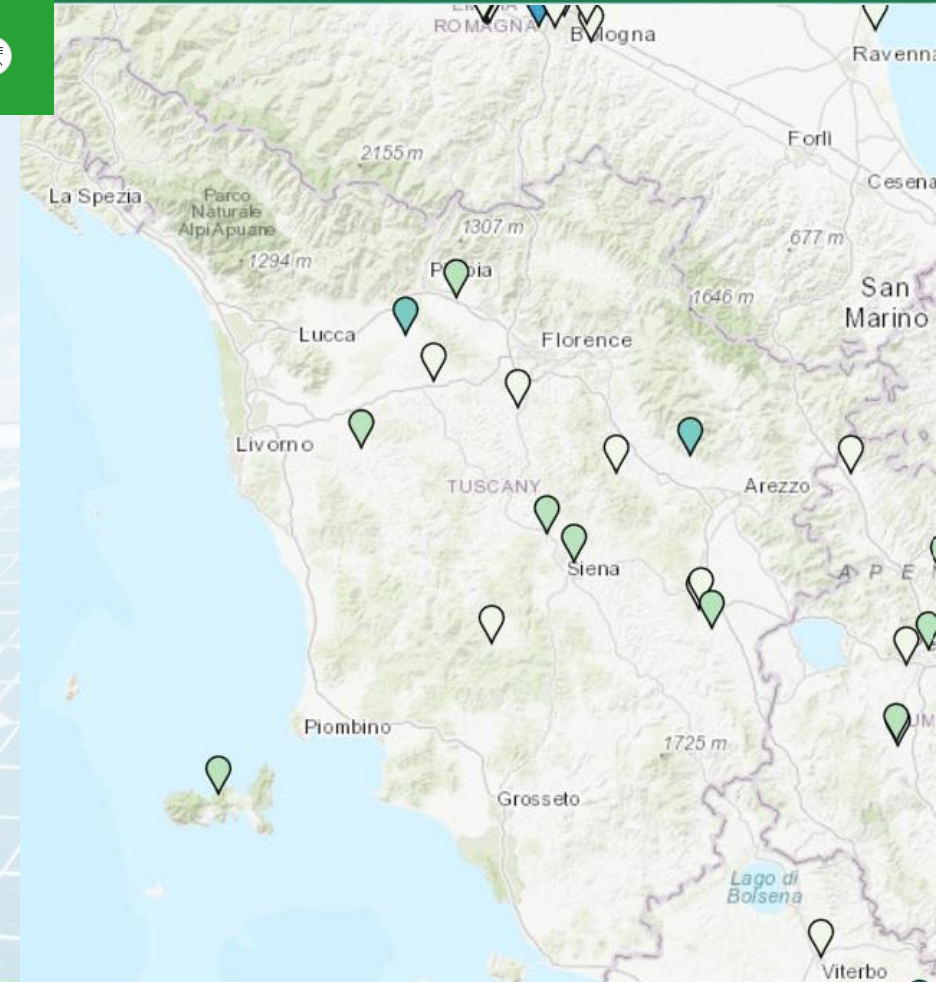 ROMAGNA
Bologna
Ravenna
Forlì
2155 m
Cesena
La Spezia
Parco
Naturale
Alpi Apuane
1307 m
677 m
1294 m
San
Marino
1646 m
Lucca
Florence
Livorno
TUSCANY
Arezzo
Siena
Piombino
1725 m
Grosseto
Lago di
Bolsena
Viterbo